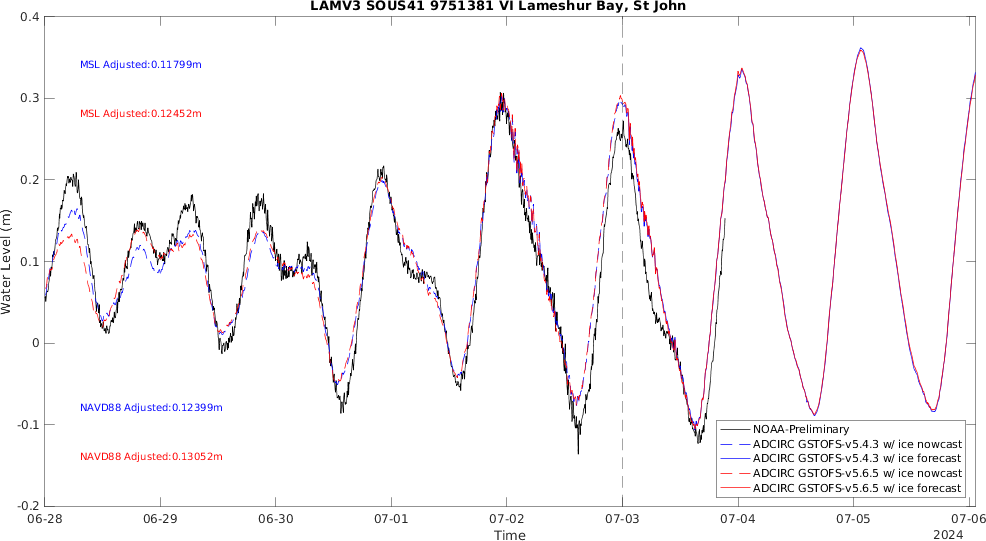 LAMV3 SOUS41 9751381 VI Lameshur Bay, St John
0.4
0.3
0.2
0.1
0
-0.1
-0.2
Water Level (m)
MSL Adjusted:0.11799m
MSL Adjusted:0.12452m
NAVD88 Adjusted:0.12399m
NAVD88 Adjusted:0.13052m
NOAA-Preliminary
ADCIRC GSTOFS-v5.4.3 w/ ice nowcast
ADCIRC GSTOFS-v5.4.3 w/ ice forecast
ADCIRC GSTOFS-v5.6.5 w/ ice nowcast
ADCIRC GSTOFS-v5.6.5 w/ ice forecast
06-28 06-29 06-30 07-01 07-02 07-03 07-04 07-05 07-06
Time
2024